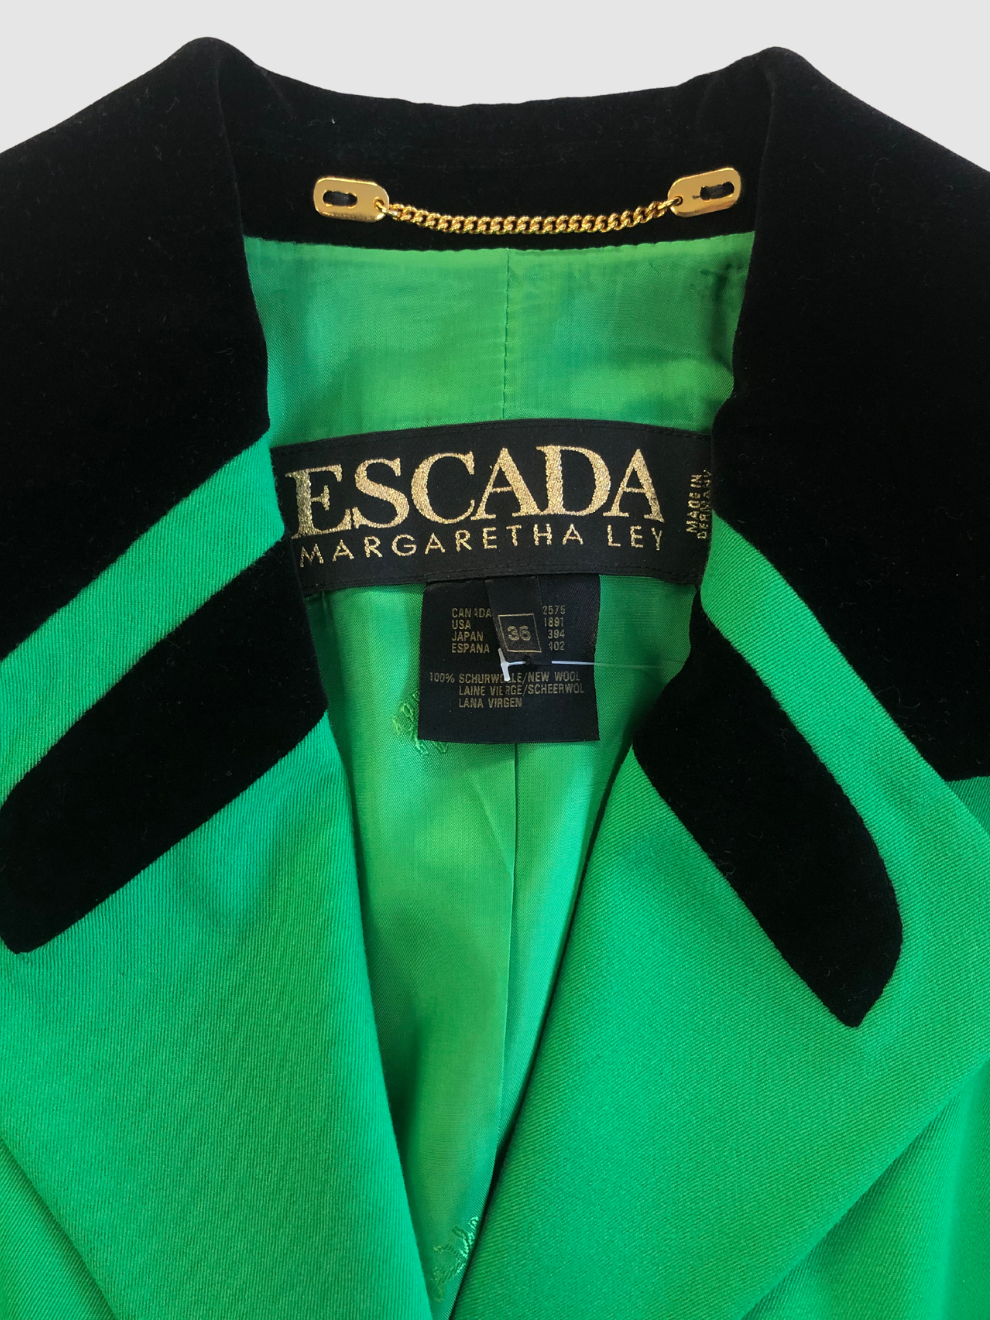 ESCADA
MARGARETHA LEY
MADE IN
GERMANY
CANADA 2575
USA 1891
JAPAN 394
ESPANA 402
36
100% SCHURWOLLE/NEW WOOL
LAINE VIERGE/SCHEERWOL
LANA VIRGEN